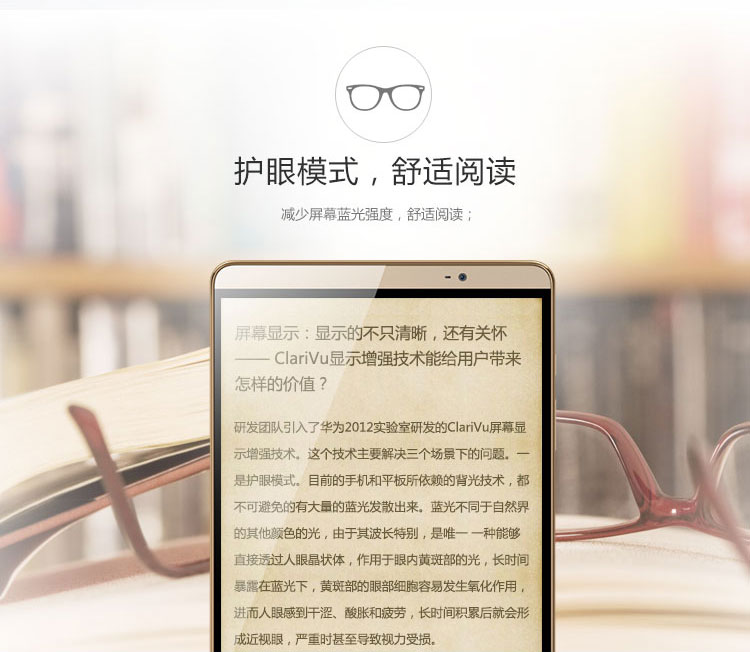 护眼模式，舒适阅读
减少屏幕蓝光强度，舒适阅读；
屏幕显示：显示的不只清晰，还有关怀
—— ClariVu显示增强技术能给用户带来
怎样的价值？
研发团队引入了华为2012实验室研发的ClariVu屏幕显
示增强技术。这个技术主要解决三个场景下的问题。一
是护眼模式。目前的手机和平板所依赖的背光技术，都
不可避免的有大量的蓝光发散出来。蓝光不同于自然界
的其他颜色的光，由于其波长特别，是唯一 一种能够
直接透过人眼晶状体，作用于眼内黄斑部的光，长时间
暴露在蓝光下，黄斑部的眼部细胞容易发生氧化作用，
进而人眼感到干涩、酸胀和疲劳，长时间积累后就会形
成近视眼，严重时甚至导致视力受损。